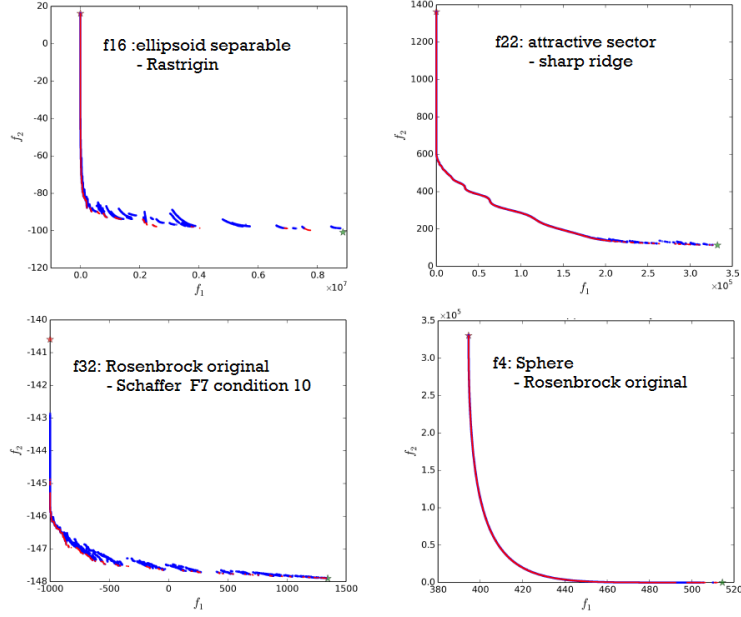 20
0
-20
-40
-60
-80
-100
-120
f2
f16 :ellipsoid separable
- Rastrigin
0.0 0.2 0.4 0.6 0.8
×10^7
f1
1400
1200
1000
800
600
400
200
0
f2
f22: attractive sector
- sharp ridge
0.0 0.5 1.0 1.5 2.0 2.5 3.0 3.5
×10^5
f1
-140
-141
-142
-143
-144
-145
-146
-147
-148
f2
f32: Rosenbrock original
- Schaffer F7 condition 10
-1000 -500 0 500 1000 1500
f1
×10^5
3.5
3.0
2.5
2.0
1.5
1.0
0.5
0.0
f2
f4: Sphere
- Rosenbrock original
380 400 420 440 460 480 500 520
f1